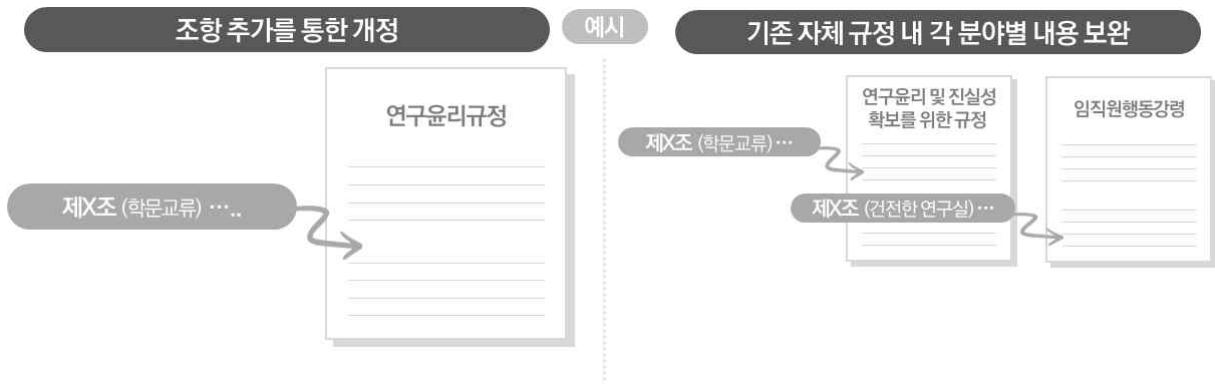 조항 추가를 통한 개정
예시
기존 자체 규정 내 각 분야별 내용 보완
연구윤리규정
제X조 (학문교류) ⋯..
연구윤리 및 진실성
확보를 위한 규정
임직원행동강령
제X조 (학문교류) ⋯
제X조 (건전한 연구실) ⋯